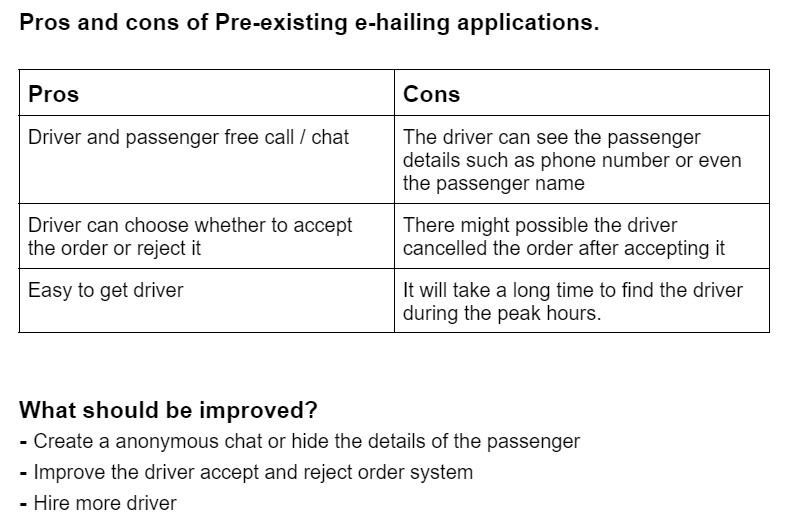 Pros and cons of Pre-existing e-hailing applications.
Pros
Cons
Driver and passenger free call / chat
The driver can see the passenger
details such as phone number or even
the passenger name
Driver can choose whether to accept
the order or reject it
There might possible the driver
cancelled the order after accepting it
Easy to get driver
It will take a long time to find the driver
during the peak hours.
What should be improved?
- Create a anonymous chat or hide the details of the passenger
- Improve the driver accept and reject order system
- Hire more driver